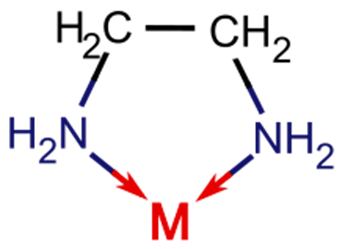 H₂C — CH₂
H₂N NH₂
M